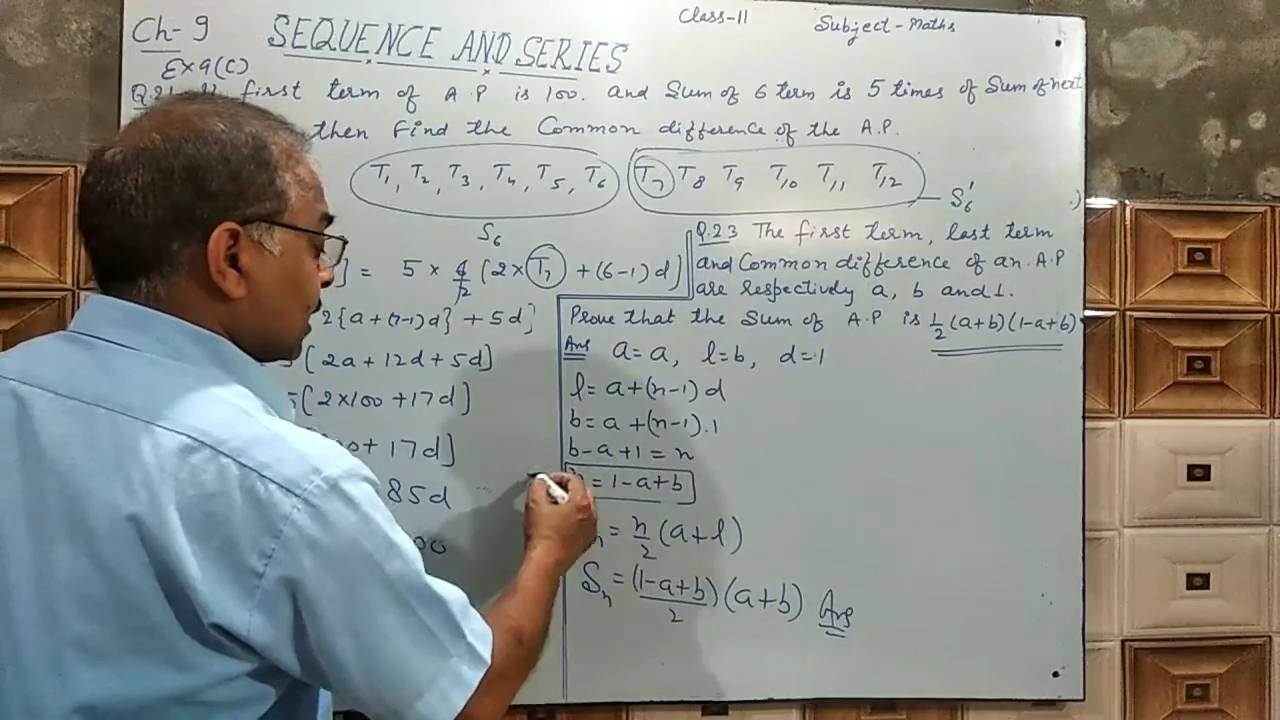 Ch-9
SEQUENCE AND SERIES
Class-11
Subject-Maths
Ex 9(C)
first term of A.P is 100. and Sum of 6 term is 5 times of Sum of next
then Find the Common difference of the A.P.
T1, T2, T3, T4, T5, T6
T7 T8 T9 T10 T11 T12
S6
S'6
] = 5 × 6/2 [2×T7 + (6-1)d]
2{a+(7-1)d} + 5d]
[2a+12d+5d]
5[2×100+17d]
+17d]
85d
Q.23 The first term, last term
and Common difference of an A.P
are respectively a, b and 1.
Prove that the Sum of A.P is 1/2 (a+b)(1-a+b)
Ans a=a, l=b, d=1
l=a+(n-1)d
b=a+(n-1).1
b-a+1=n
=1-a+b
= n/2 (a+l)
Sn = (1-a+b)/2 (a+b) Ans